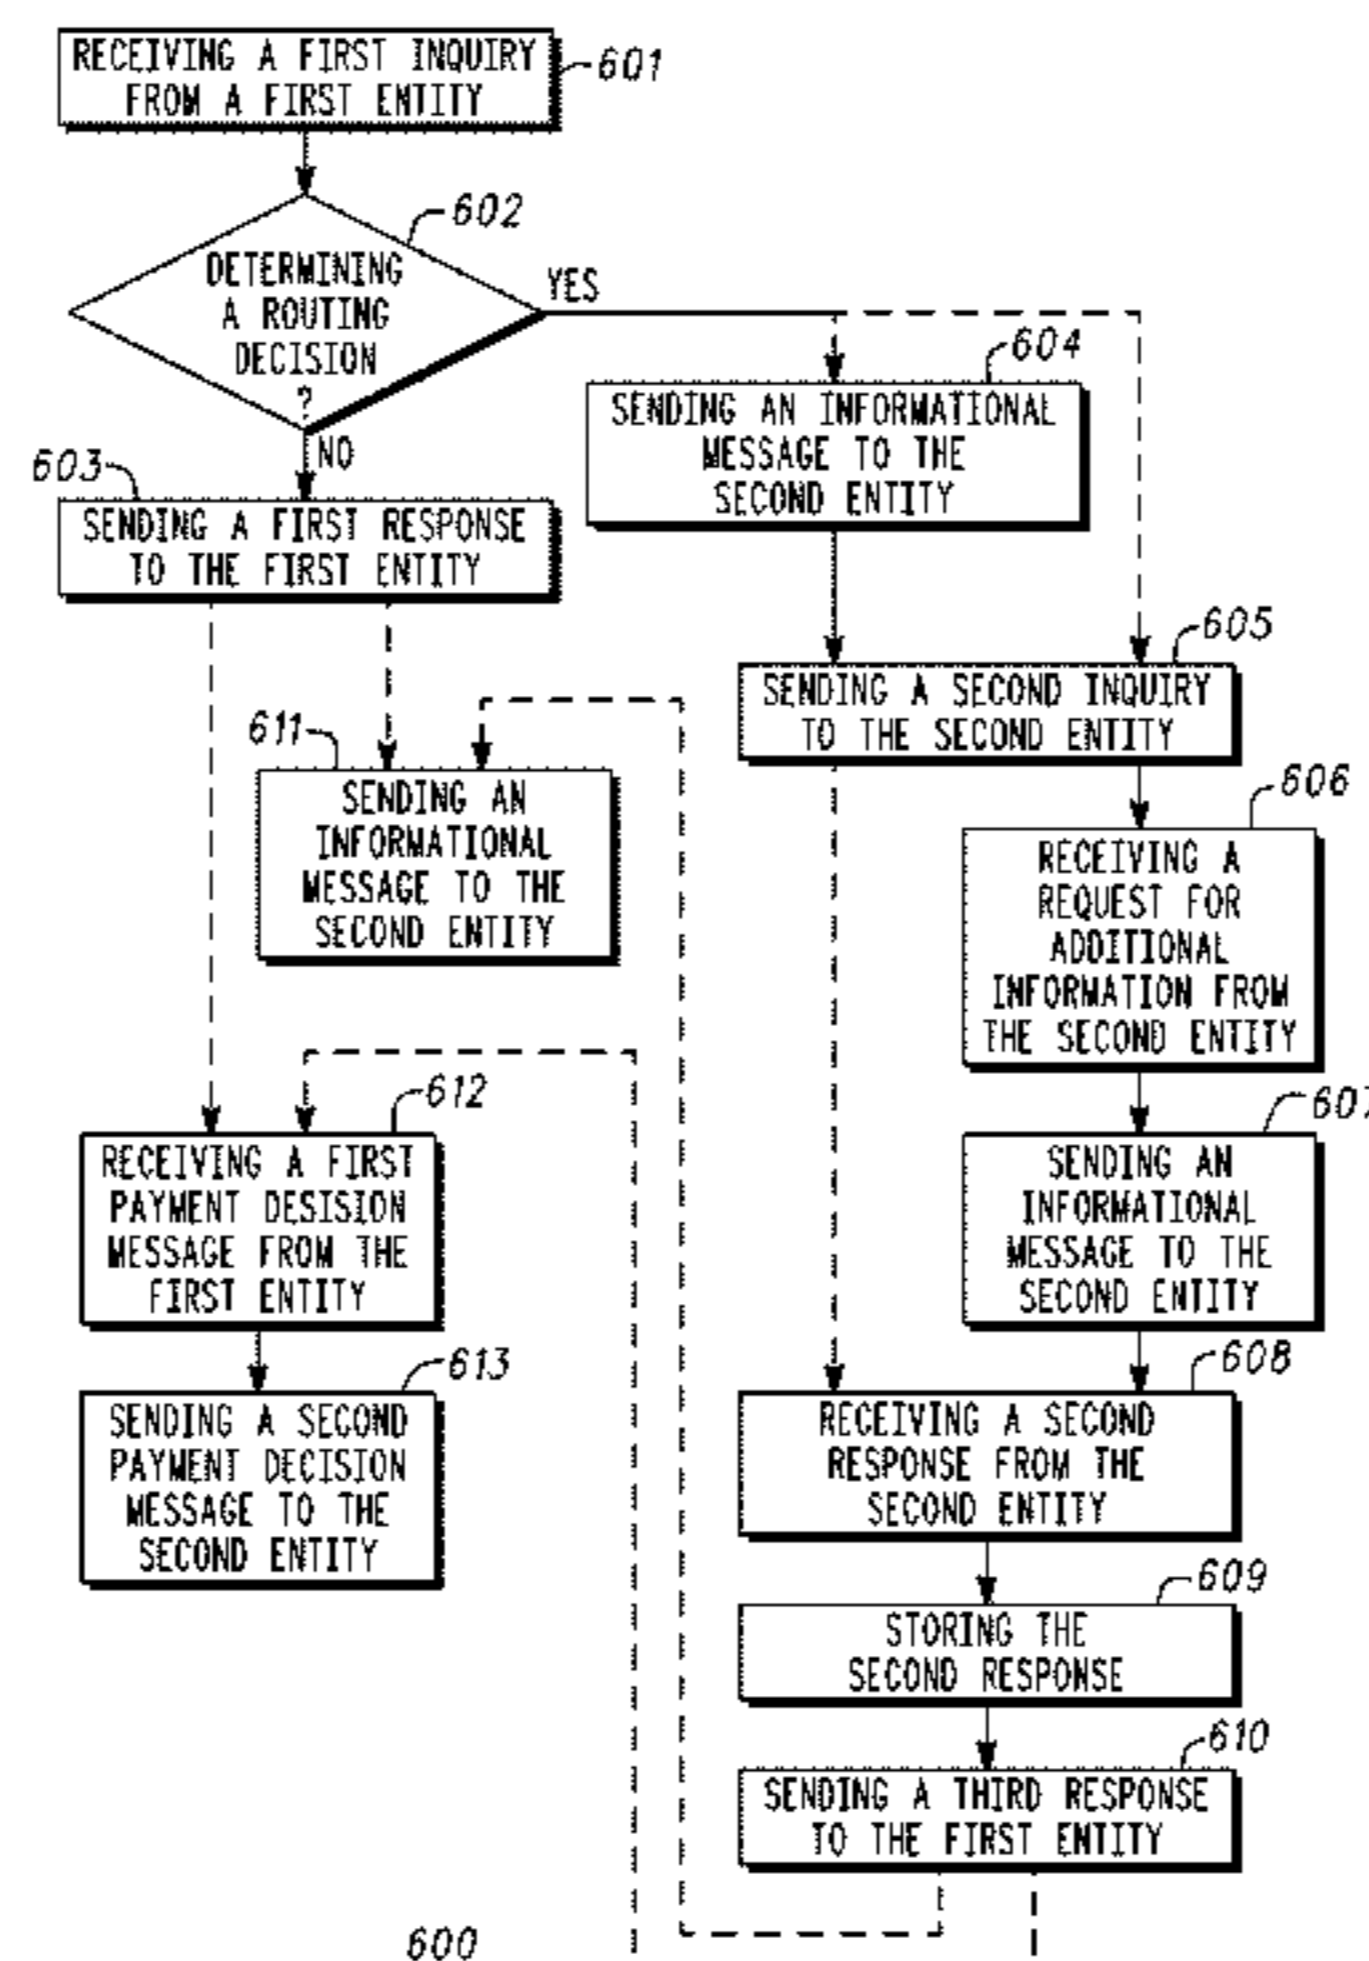 RECEIVING A FIRST INQUIRY
FROM A FIRST ENTITY
601
602
DETERMINING
A ROUTING
DECISION
?
YES
NO
603
SENDING A FIRST RESPONSE
TO THE FIRST ENTITY
604
SENDING AN INFORMATIONAL
MESSAGE TO THE
SECOND ENTITY
605
SENDING A SECOND INQUIRY
TO THE SECOND ENTITY
611
SENDING AN
INFORMATIONAL
MESSAGE TO THE
SECOND ENTITY
606
RECEIVING A
REQUEST FOR
ADDITIONAL
INFORMATION FROM
THE SECOND ENTITY
612
RECEIVING A FIRST
PAYMENT DESISION
MESSAGE FROM THE
FIRST ENTITY
607
SENDING AN
INFORMATIONAL
MESSAGE TO THE
SECOND ENTITY
613
SENDING A SECOND
PAYMENT DECISION
MESSAGE TO THE
SECOND ENTITY
608
RECEIVING A SECOND
RESPONSE FROM THE
SECOND ENTITY
609
STORING THE
SECOND RESPONSE
610
SENDING A THIRD RESPONSE
TO THE FIRST ENTITY
600